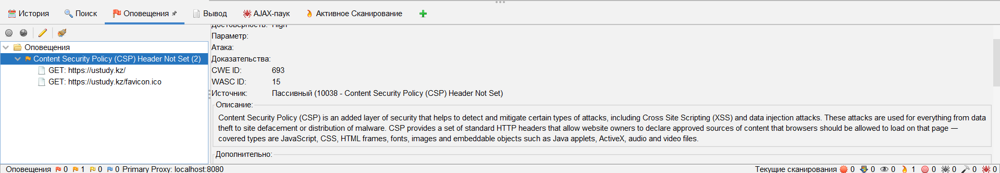 История Поиск Оповещения Вывод AJAX-паук Активное Сканирование
Достоверность: High
Оповещения
Content Security Policy (CSP) Header Not Set (2)
GET: https://ustudy.kz/
GET: https://ustudy.kz/favicon.ico
Параметр:
Атака:
Доказательства:
CWE ID: 693
WASC ID: 15
Источник: Пассивный (10038 - Content Security Policy (CSP) Header Not Set)
Описание:
Content Security Policy (CSP) is an added layer of security that helps to detect and mitigate certain types of attacks, including Cross Site Scripting (XSS) and data injection attacks. These attacks are used for everything from data
theft to site defacement or distribution of malware. CSP provides a set of standard HTTP headers that allow website owners to declare approved sources of content that browsers should be allowed to load on that page —
covered types are JavaScript, CSS, HTML frames, fonts, images and embeddable objects such as Java applets, ActiveX, audio and video files.
Дополнительно:
Оповещения 0 1 0 0 Primary Proxy: localhost:8080 Текущие сканирования 0 0 0 1 0 0 0 0